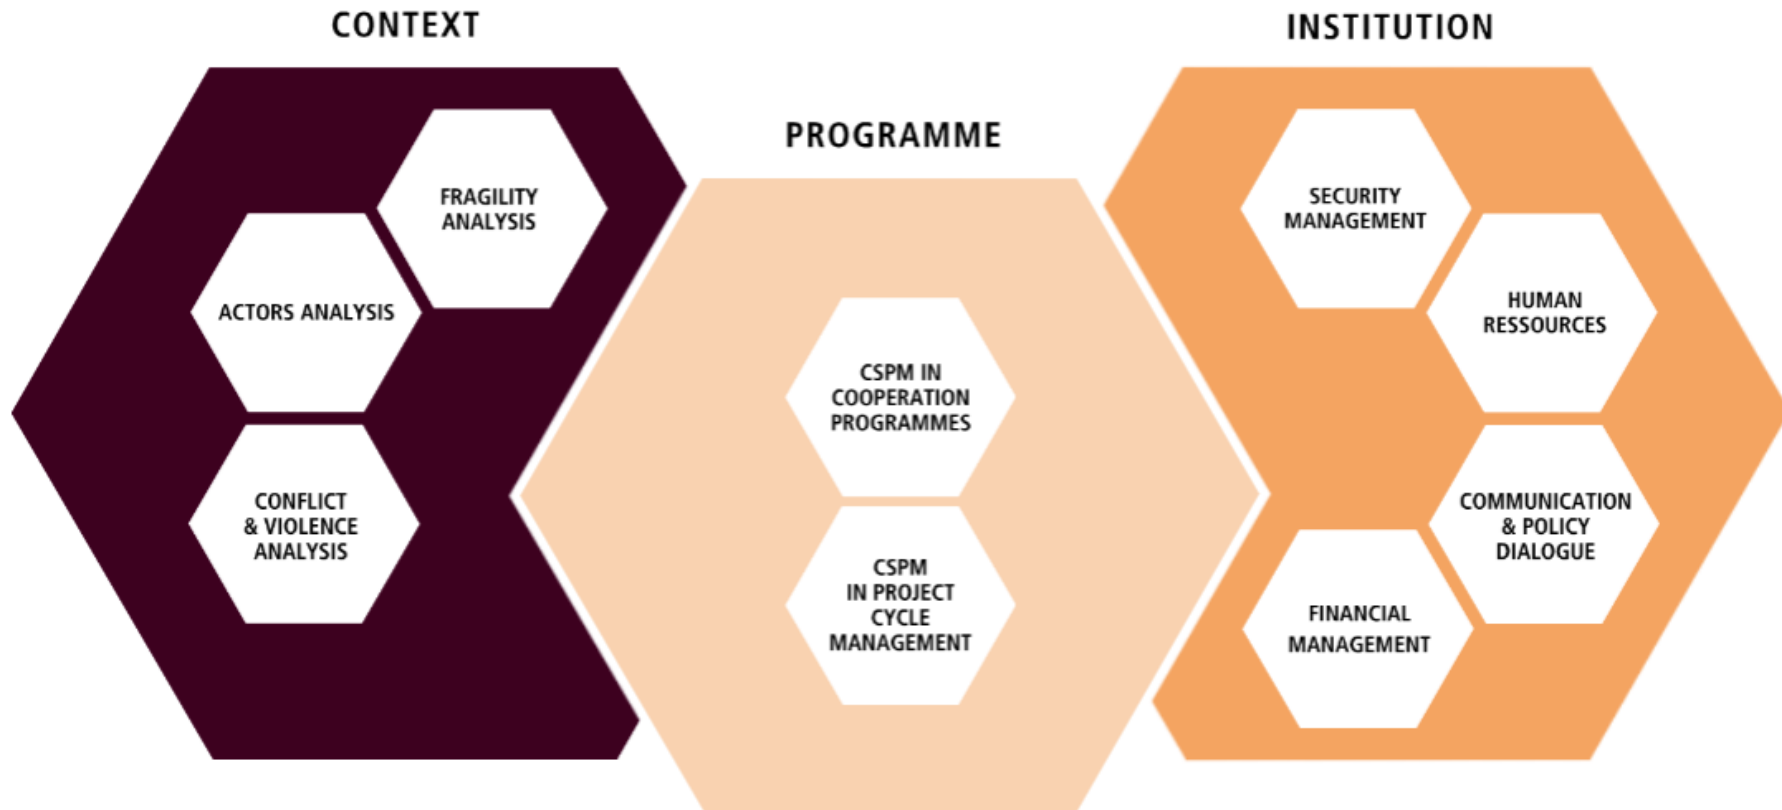 CONTEXT
FRAGILITY
ANALYSIS
ACTORS ANALYSIS
CONFLICT
& VIOLENCE
ANALYSIS
PROGRAMME
CSPM IN
COOPERATION
PROGRAMMES
CSPM
IN PROJECT
CYCLE
MANAGEMENT
INSTITUTION
SECURITY
MANAGEMENT
HUMAN
RESSOURCES
COMMUNICATION
& POLICY
DIALOGUE
FINANCIAL
MANAGEMENT